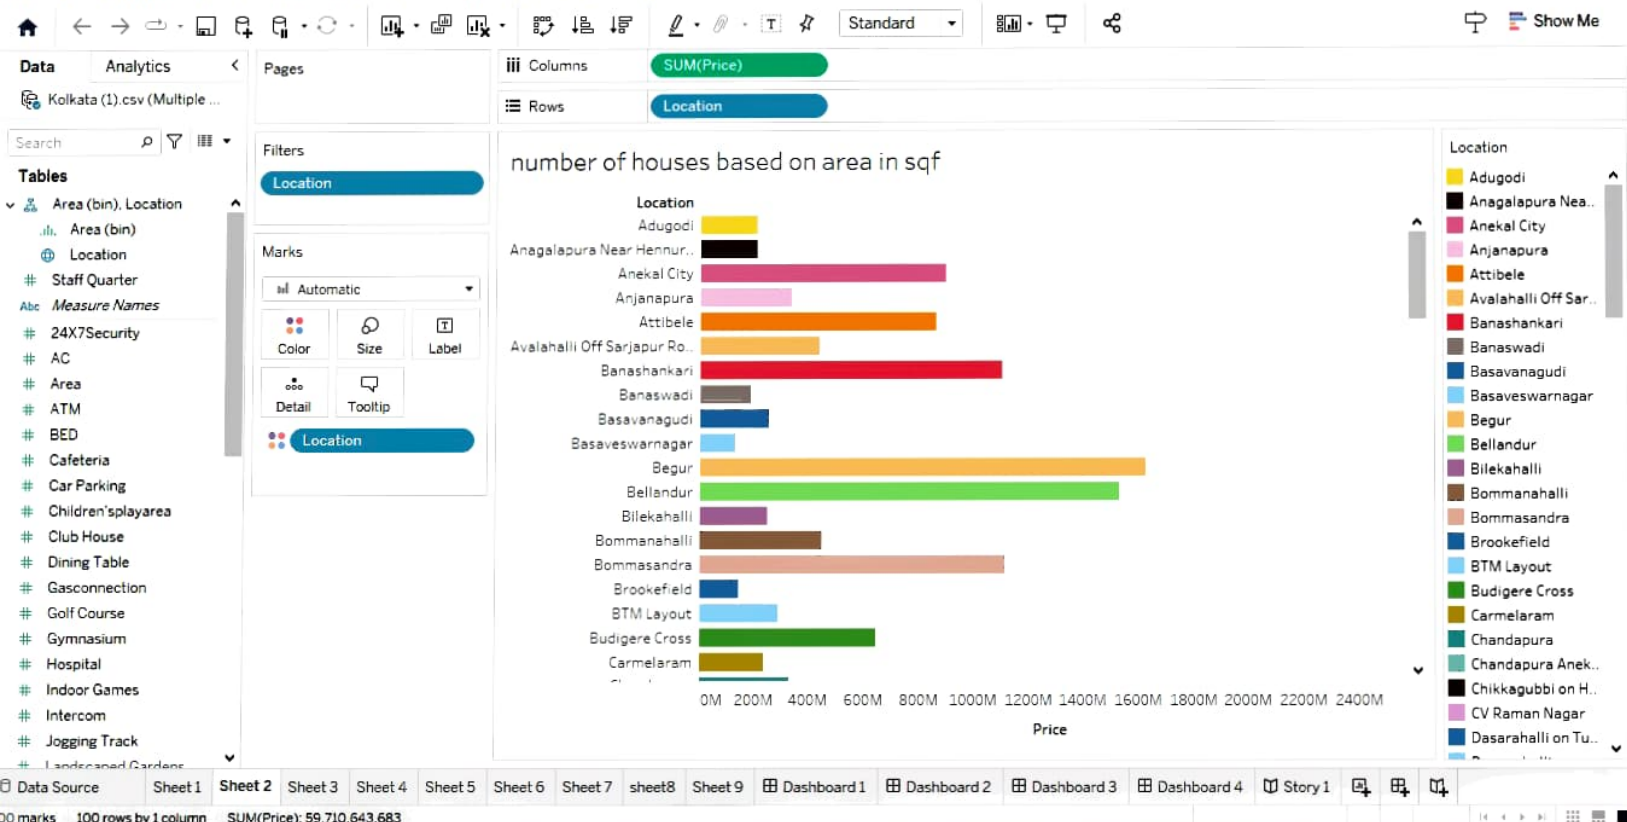 Standard
Show Me
Data
Analytics
Pages
Columns
SUM(Price)
Kolkata (1).csv (Multiple ...
Rows
Location
Search
Filters
Location
Tables
Area (bin), Location
Area (bin)
Location
Staff Quarter
Abc Measure Names
24X7Security
AC
Area
ATM
BED
Cafeteria
Car Parking
Children'splayarea
Club House
Dining Table
Gasconnection
Golf Course
Gymnasium
Hospital
Indoor Games
Intercom
Jogging Track
Landscaped Gardens
Marks
Automatic
Color
Size
Label
Detail
Tooltip
Location
number of houses based on area in sqf
Location
Adugodi
Anagalapura Near Hennur..
Anekal City
Anjanapura
Attibele
Avalahalli Off Sarjapur Ro..
Banashankari
Banaswadi
Basavanagudi
Basaveswarnagar
Begur
Bellandur
Bilekahalli
Bommanahalli
Bommasandra
Brookefield
BTM Layout
Budigere Cross
Carmelaram
0M 200M 400M 600M 800M 1000M 1200M 1400M 1600M 1800M 2000M 2200M 2400M
Price
Location
Adugodi
Anagalapura Nea..
Anekal City
Anjanapura
Attibele
Avalahalli Off Sar..
Banashankari
Banaswadi
Basavanagudi
Basaveswarnagar
Begur
Bellandur
Bilekahalli
Bommanahalli
Bommasandra
Brookefield
BTM Layout
Budigere Cross
Carmelaram
Chandapura
Chandapura Anek..
Chikkagubbi on H..
CV Raman Nagar
Dasarahalli on Tu..
Data Source
Sheet 1
Sheet 2
Sheet 3
Sheet 4
Sheet 5
Sheet 6
Sheet 7
sheet8
Sheet 9
Dashboard 1
Dashboard 2
Dashboard 3
Dashboard 4
Story 1
00 marks 100 rows by 1 column SUM(Price): 59,710,643,683